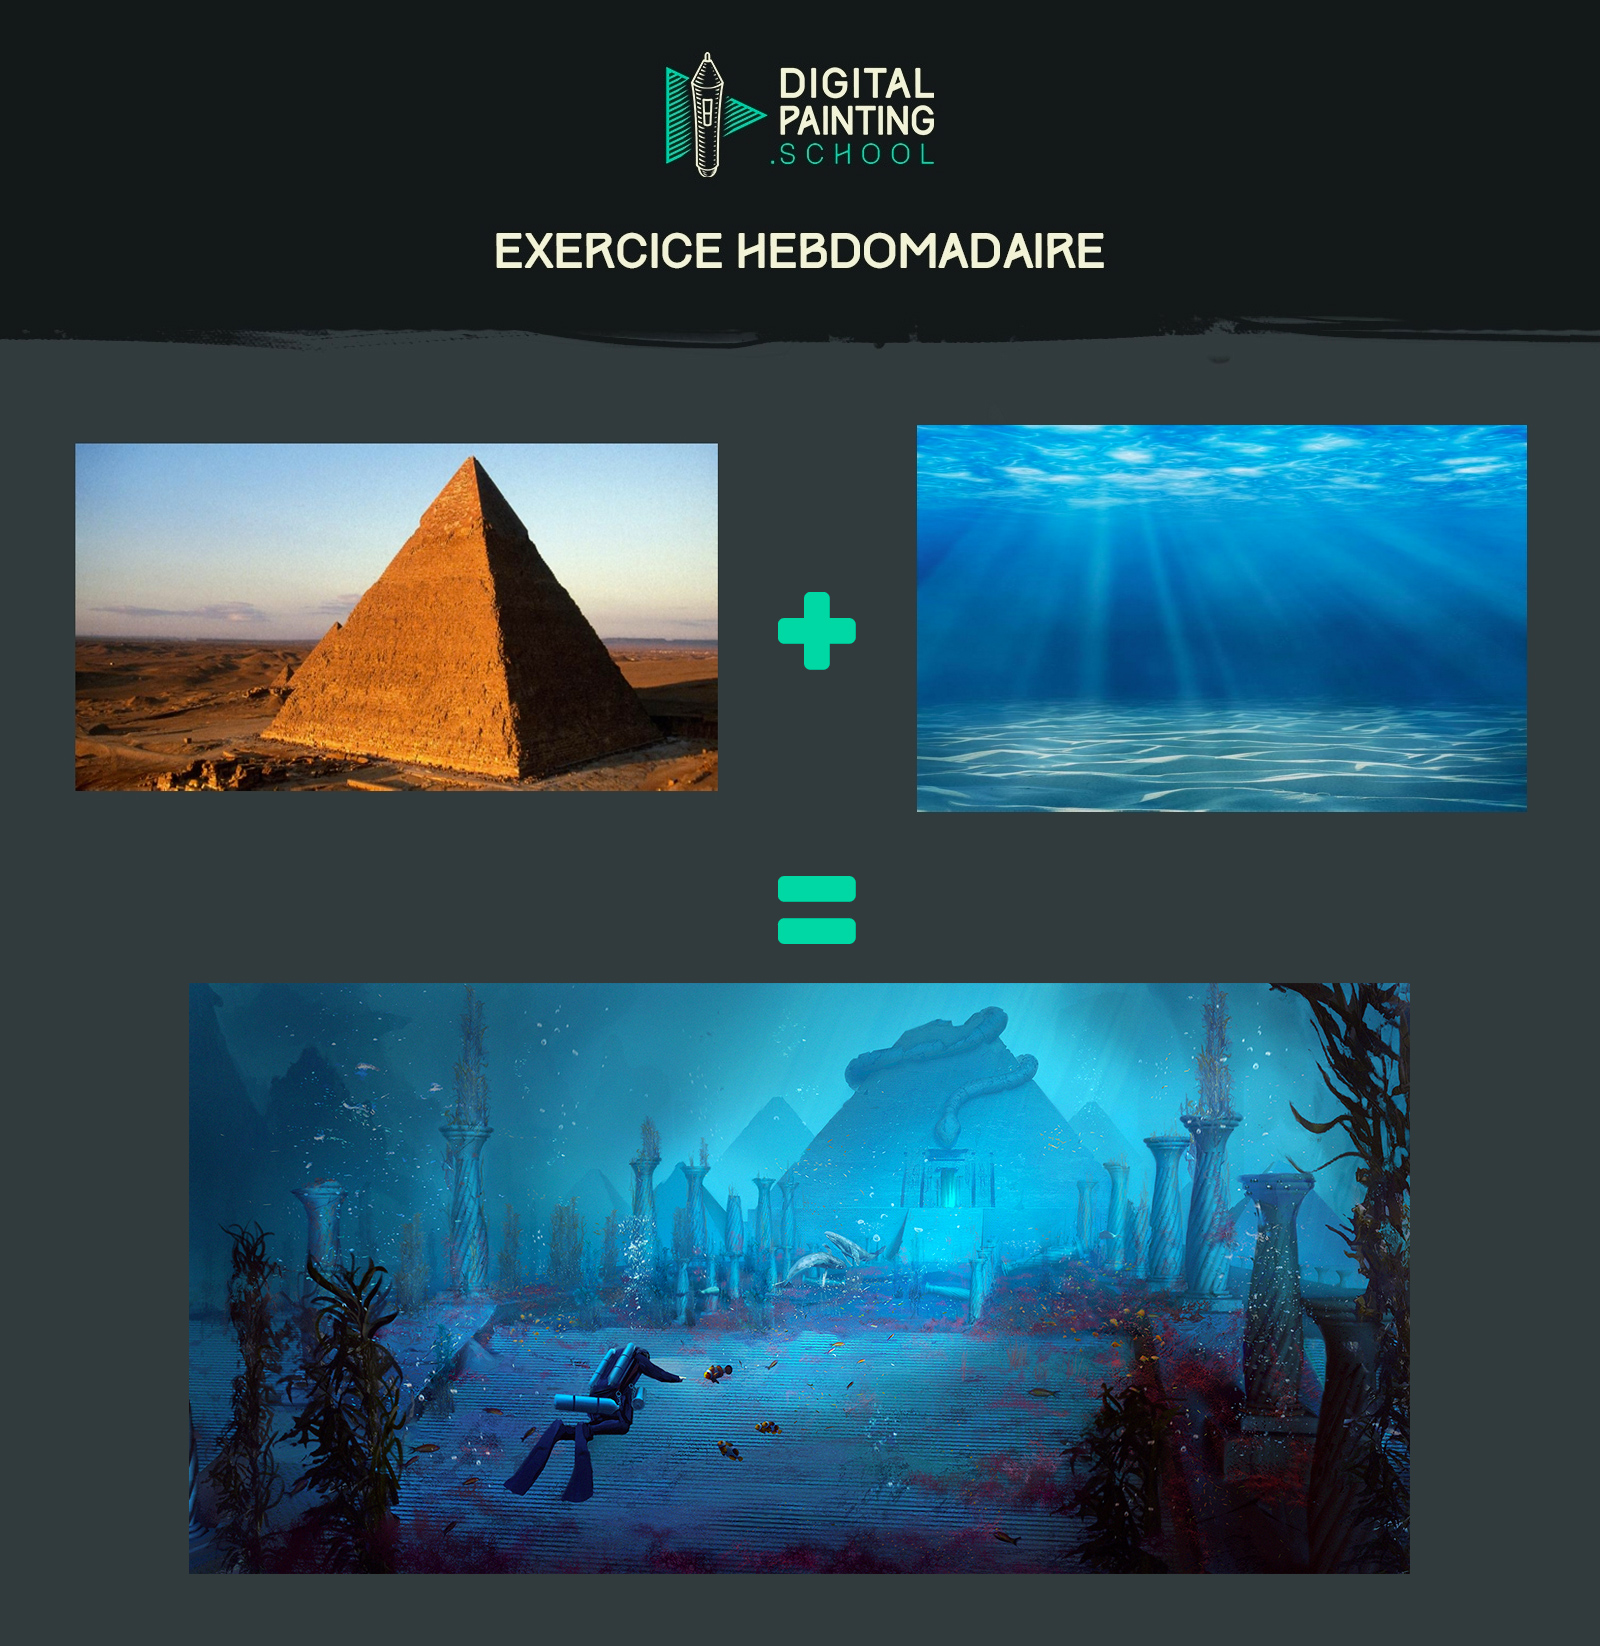 DIGITAL
PAINTING
.SCHOOL
EXERCICE HEBDOMADAIRE